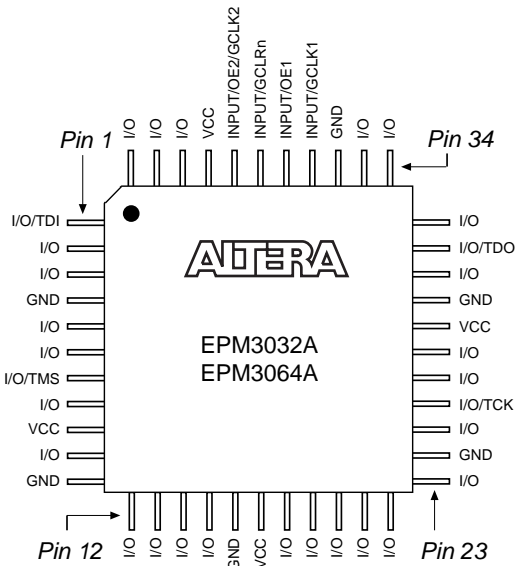 I/O
I/O
I/O
VCC
INPUT/OE2/GCLK2
INPUT/GCLRn
INPUT/OE1
INPUT/GCLK1
GND
I/O
I/O
Pin 1
Pin 34
I/O/TDI
I/O
I/O
GND
I/O
I/O
I/O/TMS
I/O
VCC
I/O
GND
ALTERA
EPM3032A
EPM3064A
I/O
I/O/TDO
I/O
GND
VCC
I/O
I/O
I/O/TCK
I/O
GND
I/O
Pin 12
I/O
I/O
I/O
I/O
GND
VCC
I/O
I/O
I/O
I/O
I/O
Pin 23